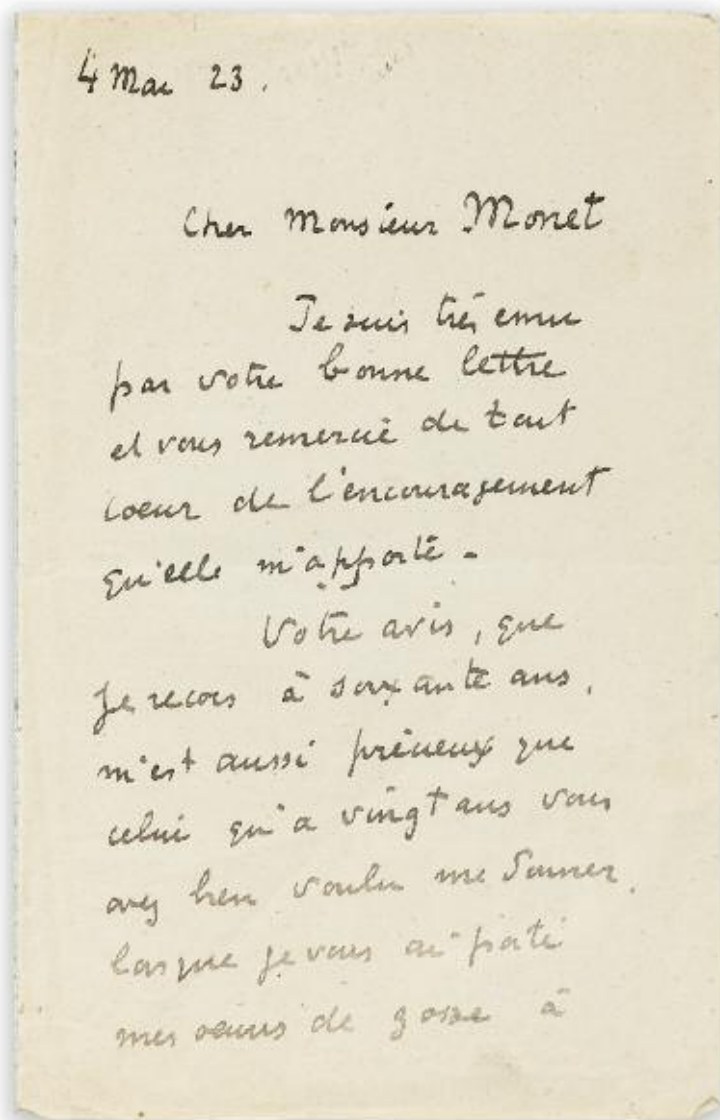 4 Mai 23.
Cher Monsieur Monet
Je suis très ému
par votre bonne lettre
et vous remercie de tout
coeur de l'encouragement
qu'elle m'apporte -
Votre avis, que
je recois à soixante ans,
m'est aussi précieux que
celui qu'a vingt ans vous
avez bien voulu me donner
lorsque je vous ai porté
mes de gosse à